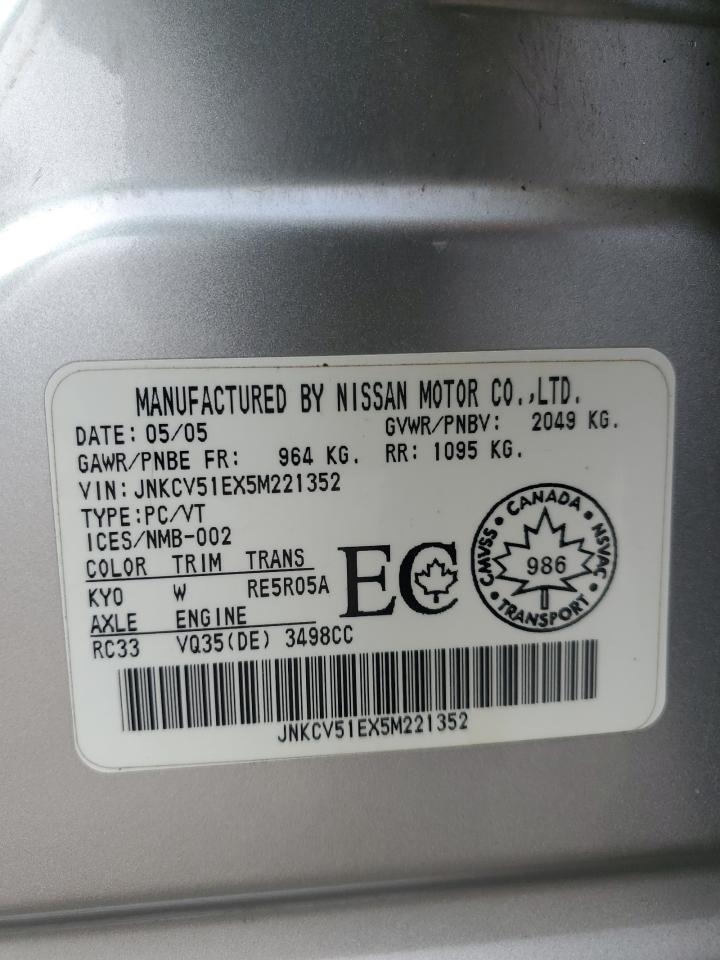 MANUFACTURED BY NISSAN MOTOR CO.,LTD.
DATE: 05/05 GVWR/PNBV: 2049 KG.
GAWR/PNBE FR: 964 KG. RR: 1095 KG.
VIN: JNKCV51EX5M221352
TYPE:PC/VT
ICES/NMB-002
COLOR TRIM TRANS
KY0 W RE5R05A
AXLE ENGINE
RC33 VQ35(DE) 3498CC
EC
CANADA
CMVSS • NSVAC
986
• TRANSPORT •
JNKCV51EX5M221352